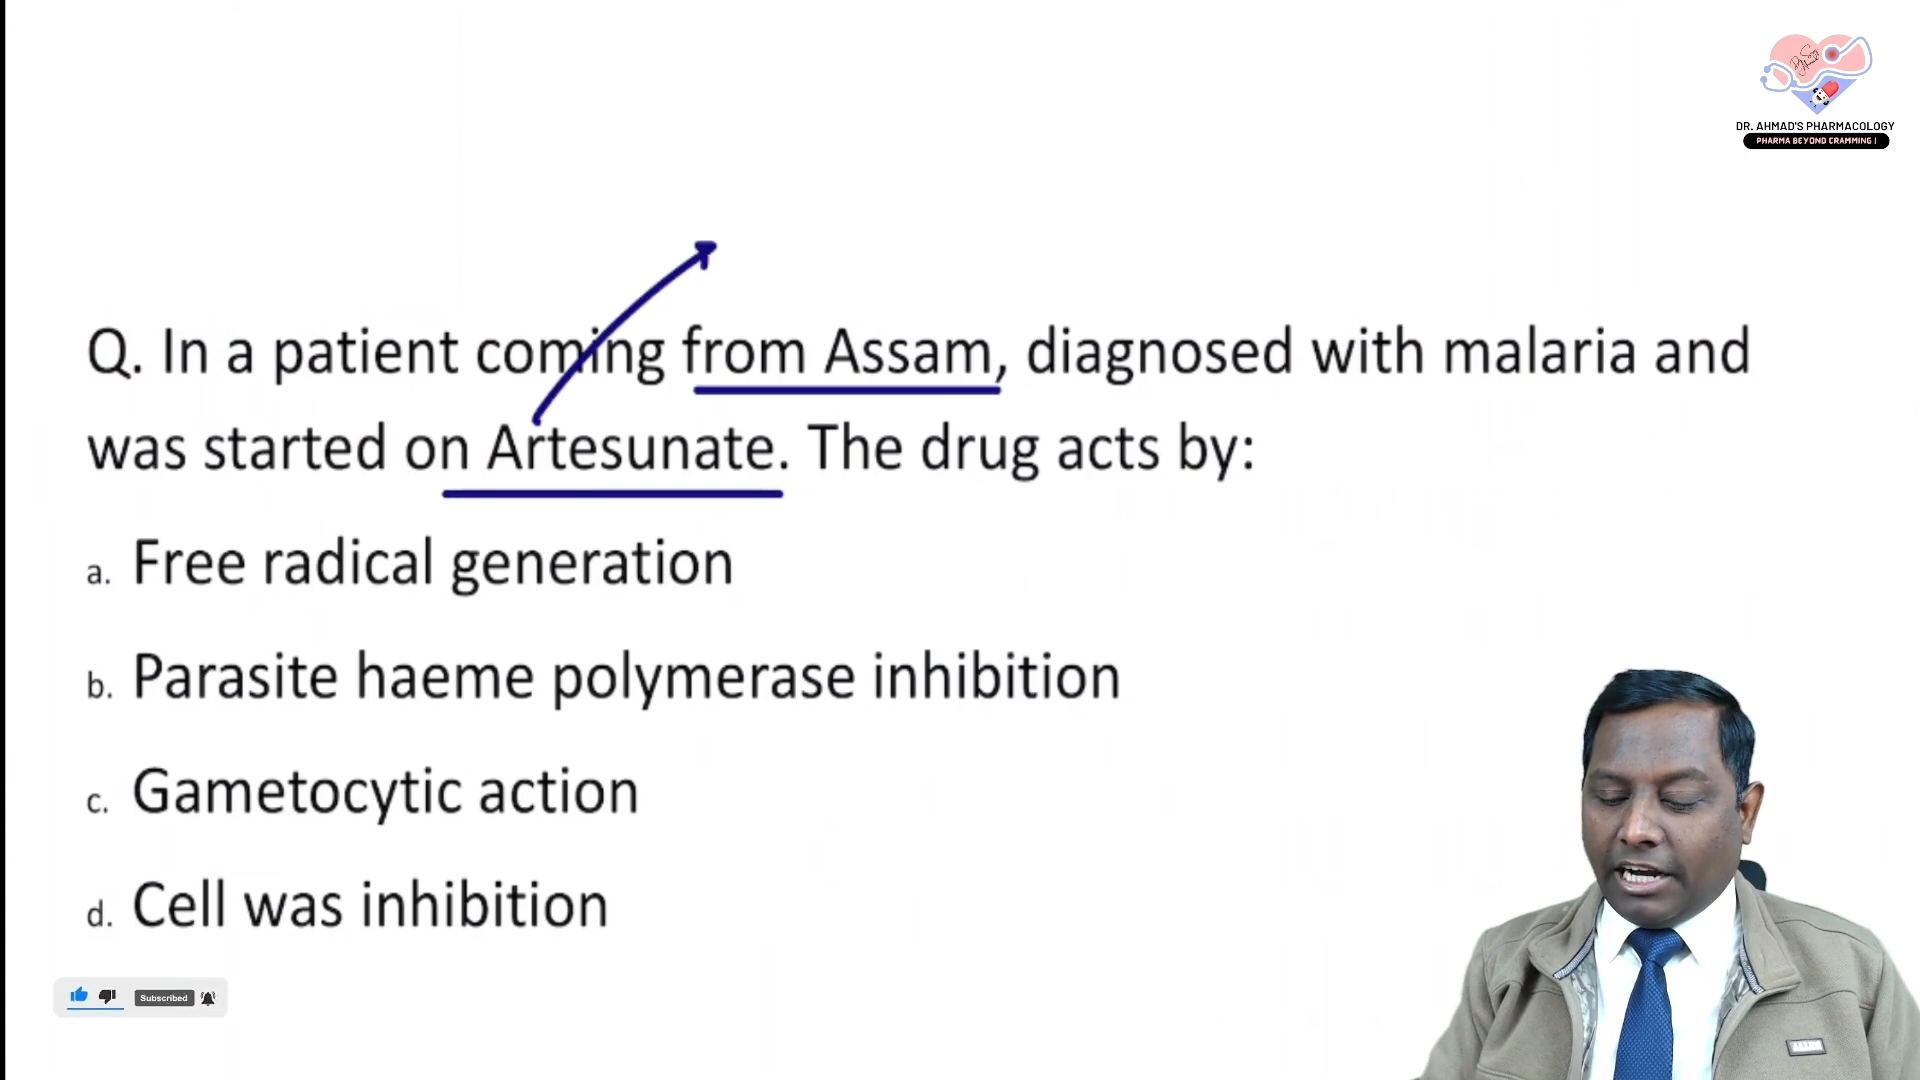 DR. AHMAD'S PHARMACOLOGY
PHARMA BEYOND CRAMMING !
Q. In a patient coming from Assam, diagnosed with malaria and
was started on Artesunate. The drug acts by:
a. Free radical generation
b. Parasite haeme polymerase inhibition
c. Gametocytic action
d. Cell was inhibition
Subscribed